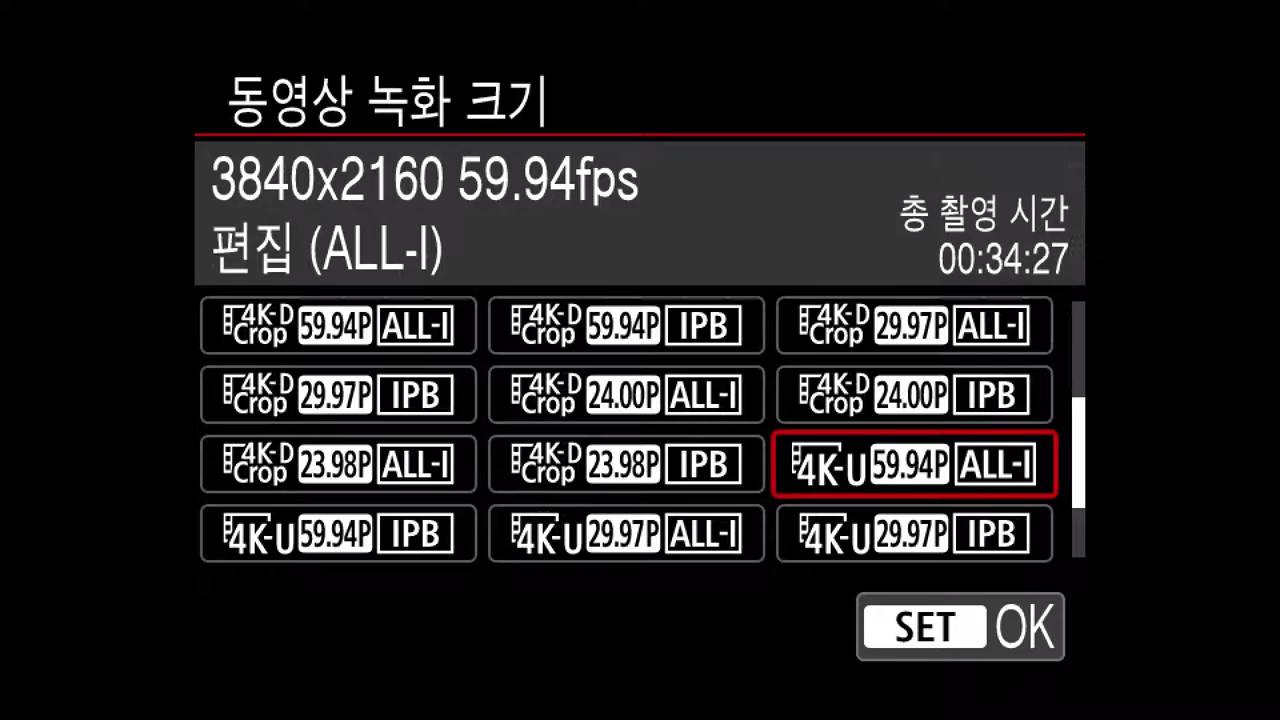 동영상 녹화 크기
3840x2160 59.94fps
총 촬영 시간
편집 (ALL-I)
00:34:27
4K-D Crop 59.94P ALL-I 4K-D Crop 59.94P IPB 4K-D Crop 29.97P ALL-I
4K-D Crop 29.97P IPB 4K-D Crop 24.00P ALL-I 4K-D Crop 24.00P IPB
4K-D Crop 23.98P ALL-I 4K-D Crop 23.98P IPB 4K-U 59.94P ALL-I
4K-U 59.94P IPB 4K-U 29.97P ALL-I 4K-U 29.97P IPB
SET OK